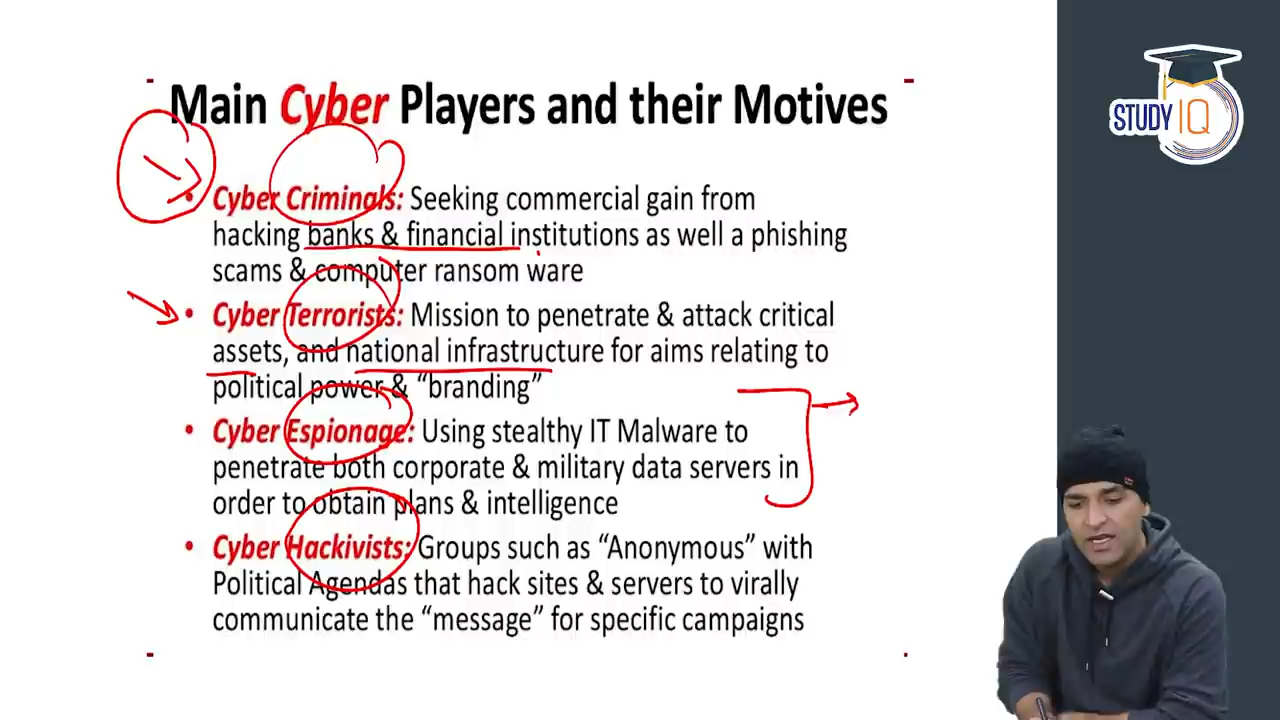 Main Cyber Players and their Motives
• Cyber Criminals: Seeking commercial gain from
hacking banks & financial institutions as well a phishing
scams & computer ransom ware
• Cyber Terrorists: Mission to penetrate & attack critical
assets, and national infrastructure for aims relating to
political power & “branding”
• Cyber Espionage: Using stealthy IT Malware to
penetrate both corporate & military data servers in
order to obtain plans & intelligence
• Cyber Hackivists: Groups such as “Anonymous” with
Political Agendas that hack sites & servers to virally
communicate the “message” for specific campaigns
STUDY IQ